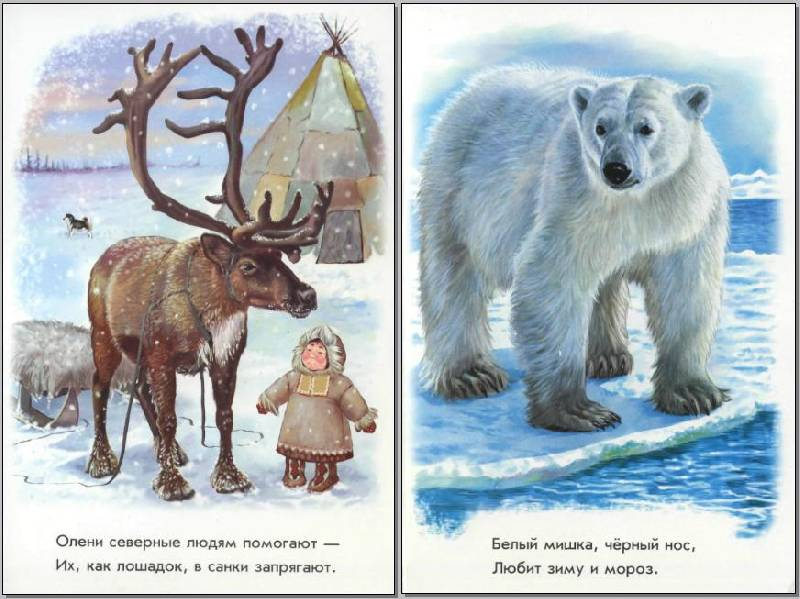 Олени северные людям помогают —
Их, как лошадок, в санки запрягают.
Белый мишка, чёрный нос,
Любит зиму и мороз.